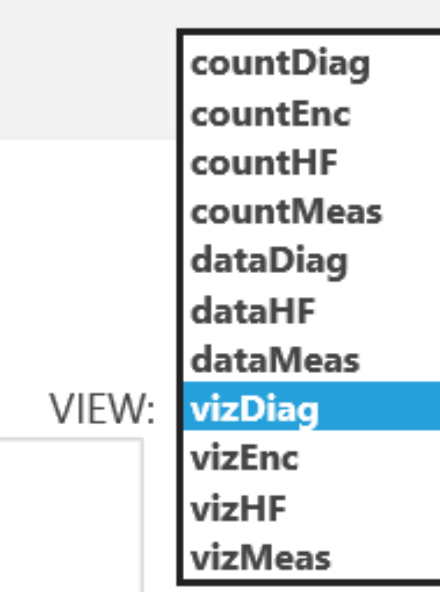 countDiag
countEnc
countHF
countMeas
dataDiag
dataHF
dataMeas
VIEW: vizDiag
vizEnc
vizHF
vizMeas